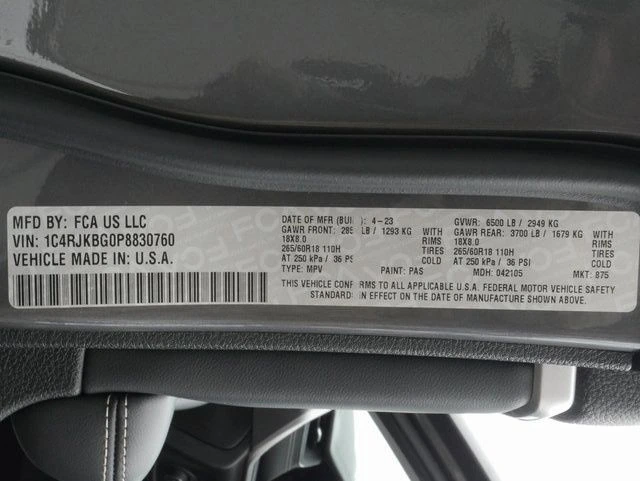 MFD BY: FCA US LLC
VIN: 1C4RJKBG0P8830760
VEHICLE MADE IN: U.S.A.
DATE OF MFR (BUI ): 4-23
GAWR FRONT: 285 LB / 1293 KG
18X8.0 RIMS
265/60R18 110H TIRES
AT 250 kPa / 36 PSI COLD
TYPE: MPV PAINT: PAS
GVWR: 6500 LB / 2949 KG
GAWR REAR: 3700 LB / 1679 KG
18X8.0 RIMS
265/60R18 110H TIRES
AT 250 kPa / 36 PSI COLD
MDH: 042105 MKT: 875
THIS VEHICLE CONFORMS TO ALL APPLICABLE U.S.A. FEDERAL MOTOR VEHICLE SAFETY
STANDARDS IN EFFECT ON THE DATE OF MANUFACTURE SHOWN ABOVE.